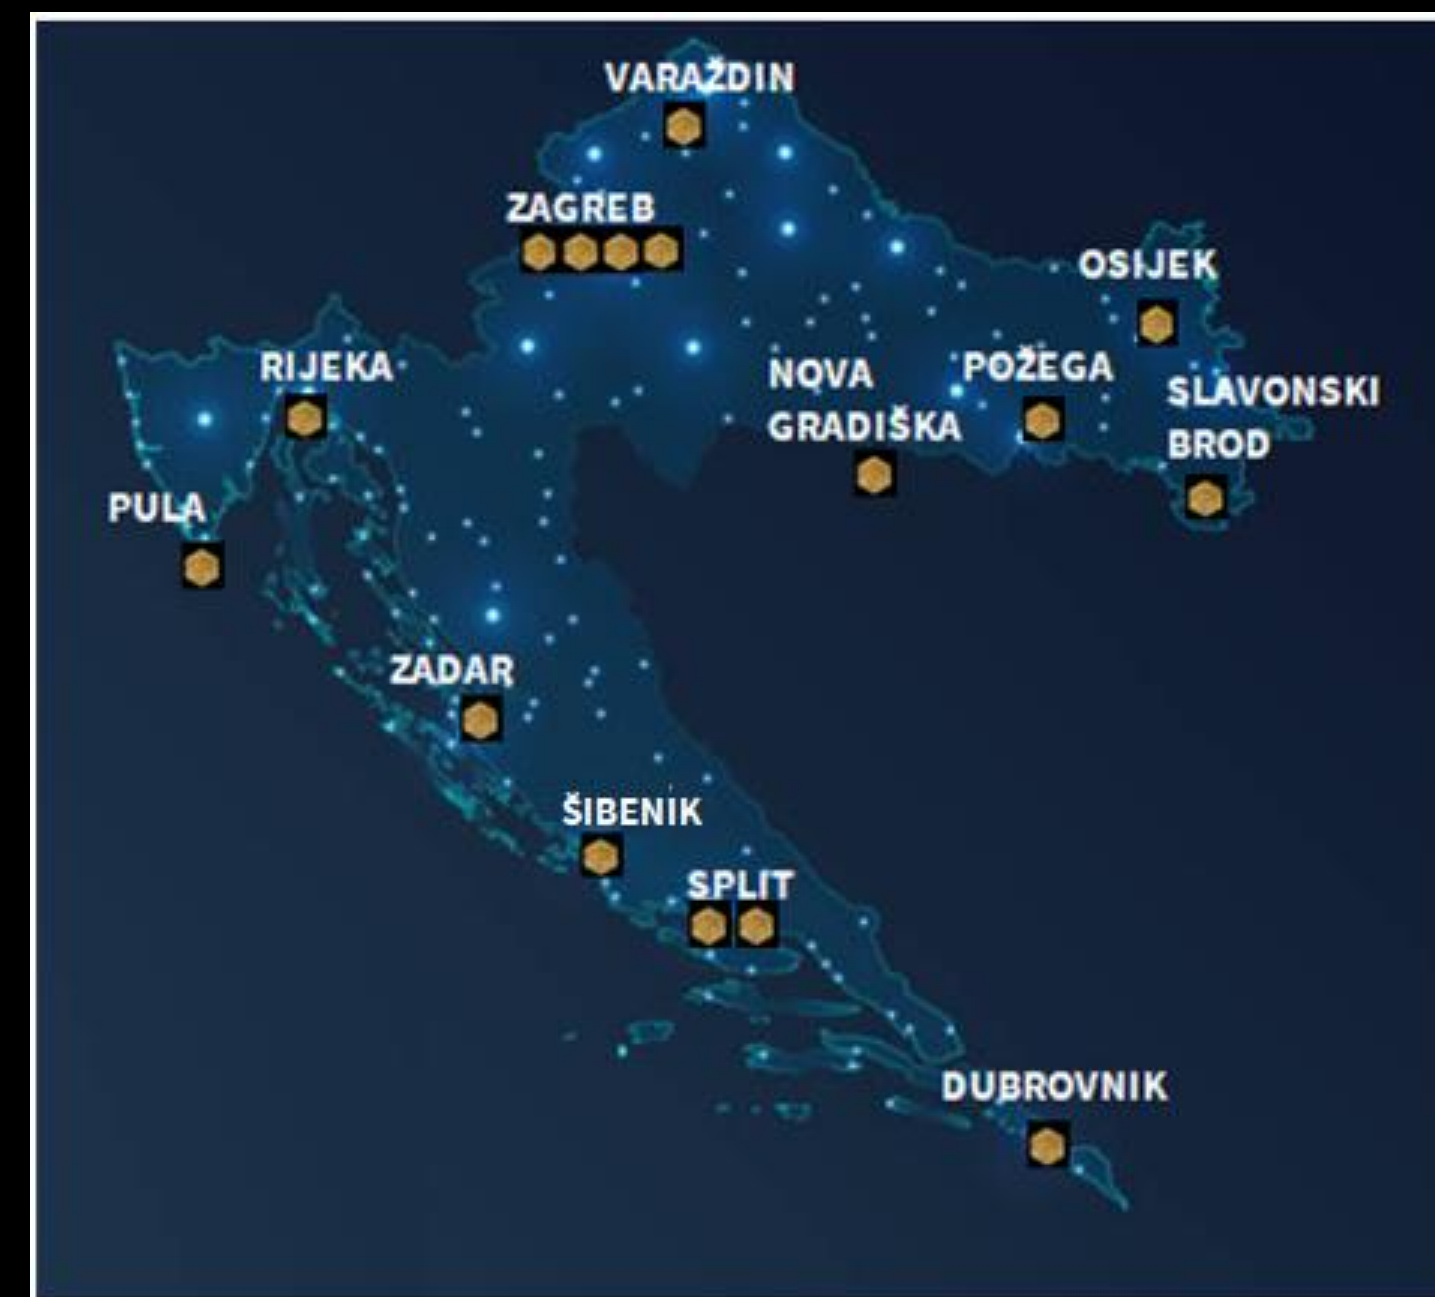 VARAŽDIN
ZAGREB
OSIJEK
RIJEKA
NOVA
GRADIŠKA
POŽEGA
SLAVONSKI
BROD
PULA
ZADAR
ŠIBENIK
SPLIT
DUBROVNIK